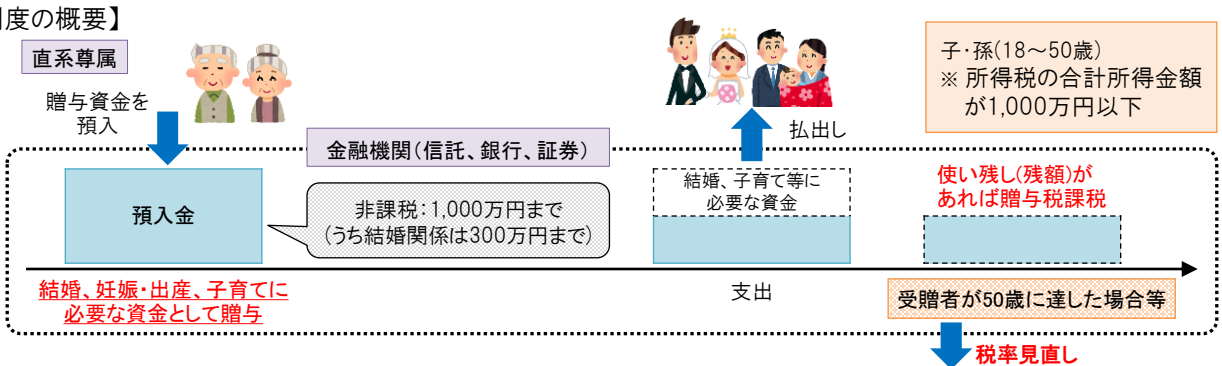 度の概要】
直系尊属
贈与資金を
預入
子・孫(18～50歳)
※ 所得税の合計所得金額
が1,000万円以下
払出し
金融機関(信託、銀行、証券)
預入金
非課税：1,000万円まで
(うち結婚関係は300万円まで)
結婚、子育て等に
必要な資金
使い残し(残額)が
あれば贈与税課税
結婚、妊娠・出産、子育てに
必要な資金として贈与
支出
受贈者が50歳に達した場合等
税率見直し